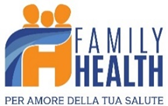 FAMILY
HEALTH
PER AMORE DELLA TUA SALUTE